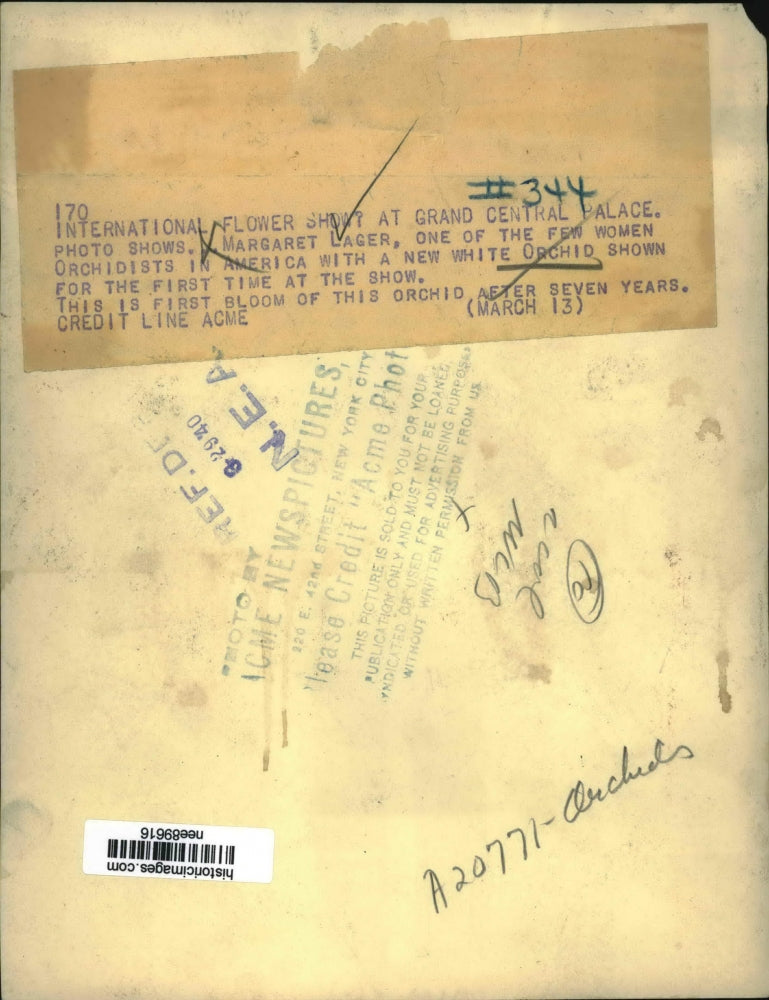 #344
170
INTERNATIONAL FLOWER SHOW? AT GRAND CENTRAL PALACE.
PHOTO SHOWS. MARGARET LAGER, ONE OF THE FEW WOMEN
ORCHIDISTS IN AMERICA WITH A NEW WHITE ORCHID SHOWN
FOR THE FIRST TIME AT THE SHOW.
THIS IS FIRST BLOOM OF THIS ORCHID AFTER SEVEN YEARS.
CREDIT LINE ACME (MARCH 13)
N.E.A.
29 40
REF. DE
PHOTO BY
ACME NEWSPICTURES,
220 E. 42nd STREET, NEW YORK CITY
Please Credit "Acme Phot
THIS PICTURE IS SOLD TO YOU FOR YOUR
PUBLICATION ONLY AND MUST NOT BE LOANED,
SYNDICATED OR USED FOR ADVERTISING PURPOSES
WITHOUT WRITTEN PERMISSION FROM US
A20771-Orchids
historicimages.com
nee89616